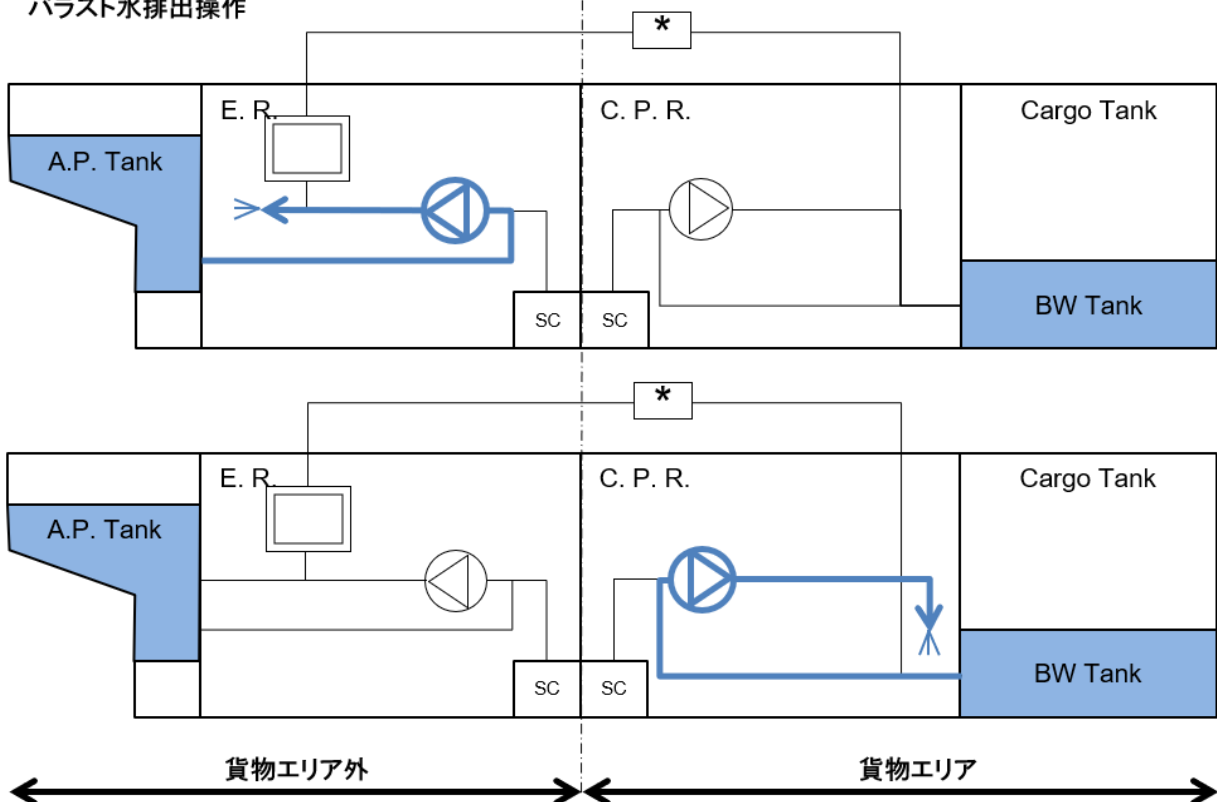 バラスト水排出操作
*
E. R.
C. P. R.
Cargo Tank
A.P. Tank
BW Tank
SC
SC
*
E. R.
C. P. R.
Cargo Tank
A.P. Tank
BW Tank
SC
SC
貨物エリア外
貨物エリア